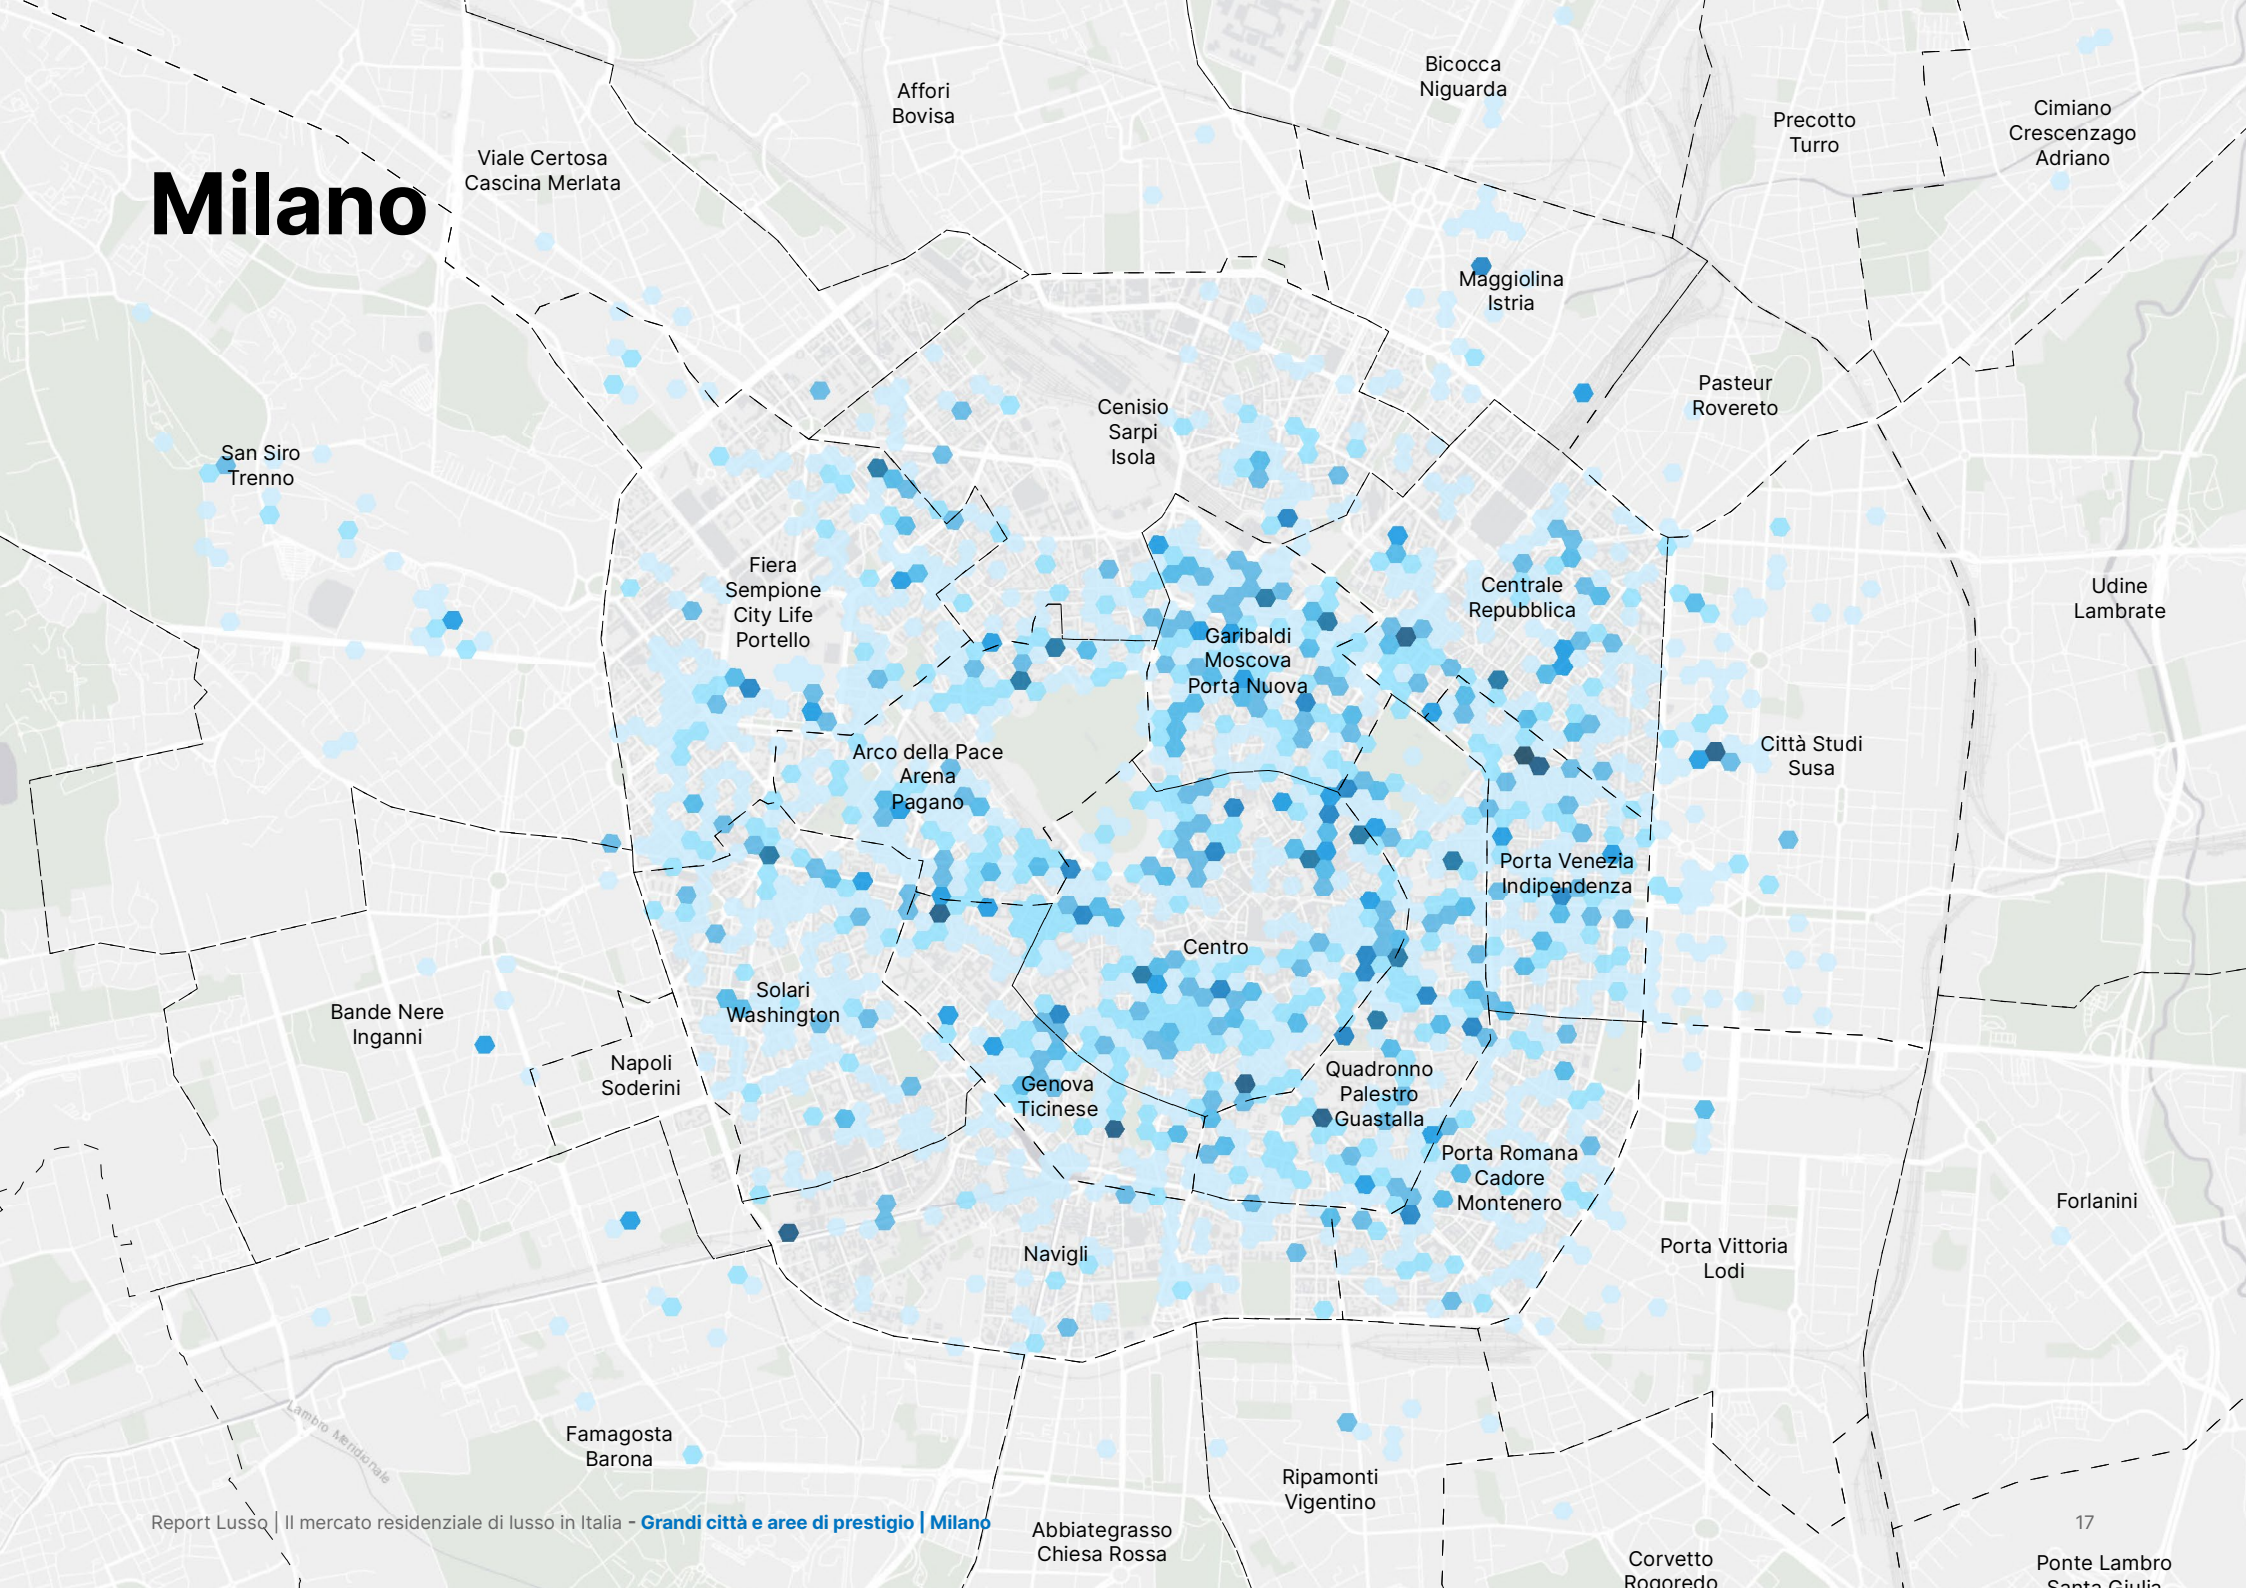 Milano
Affori
Bovisa
Bicocca
Niguarda
Precotto
Turro
Cimiano
Crescenzago
Adriano
Viale Certosa
Cascina Merlata
Maggiolina
Istria
Pasteur
Rovereto
Cenisio
Sarpi
Isola
San Siro
Trenno
Fiera
Sempione
City Life
Portello
Centrale
Repubblica
Udine
Lambrate
Garibaldi
Moscova
Porta Nuova
Arco della Pace
Arena
Pagano
Città Studi
Susa
Porta Venezia
Indipendenza
Centro
Solari
Washington
Bande Nere
Inganni
Napoli
Soderini
Genova
Ticinese
Quadronno
Palestro
Guastalla
Porta Romana
Cadore
Montenero
Forlanini
Navigli
Porta Vittoria
Lodi
Famagosta
Barona
Lambro Meridionale
Ripamonti
Vigentino
Abbiategrasso
Chiesa Rossa
Corvetto
Rogoredo
Ponte Lambro
Santa Giulia
Report Lusso | Il mercato residenziale di lusso in Italia - Grandi città e aree di prestigio | Milano
17